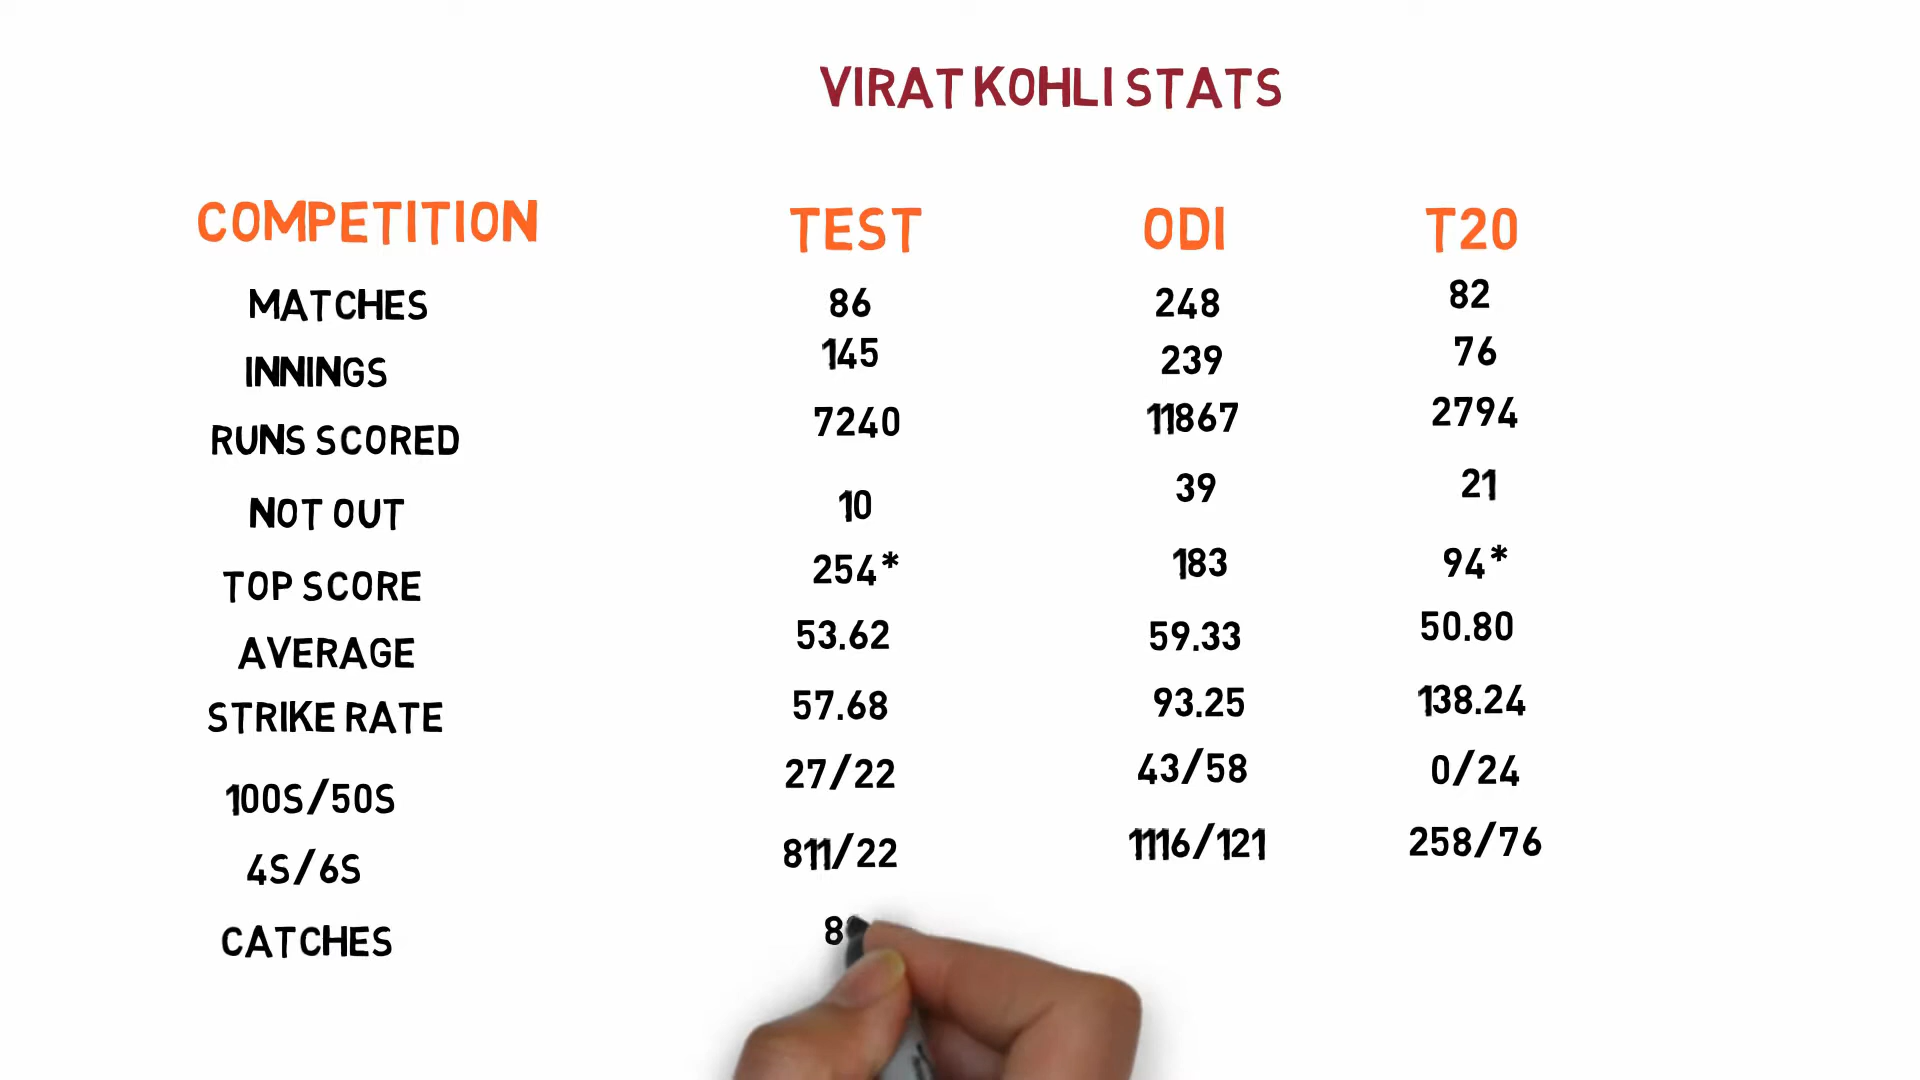 VIRAT KOHLI STATS
COMPETITION TEST ODI T20
MATCHES 86 248 82
INNINGS 145 239 76
RUNS SCORED 7240 11867 2794
NOT OUT 10 39 21
TOP SCORE 254* 183 94*
AVERAGE 53.62 59.33 50.80
STRIKE RATE 57.68 93.25 138.24
100S/50S 27/22 43/58 0/24
4S/6S 811/22 1116/121 258/76
CATCHES 8